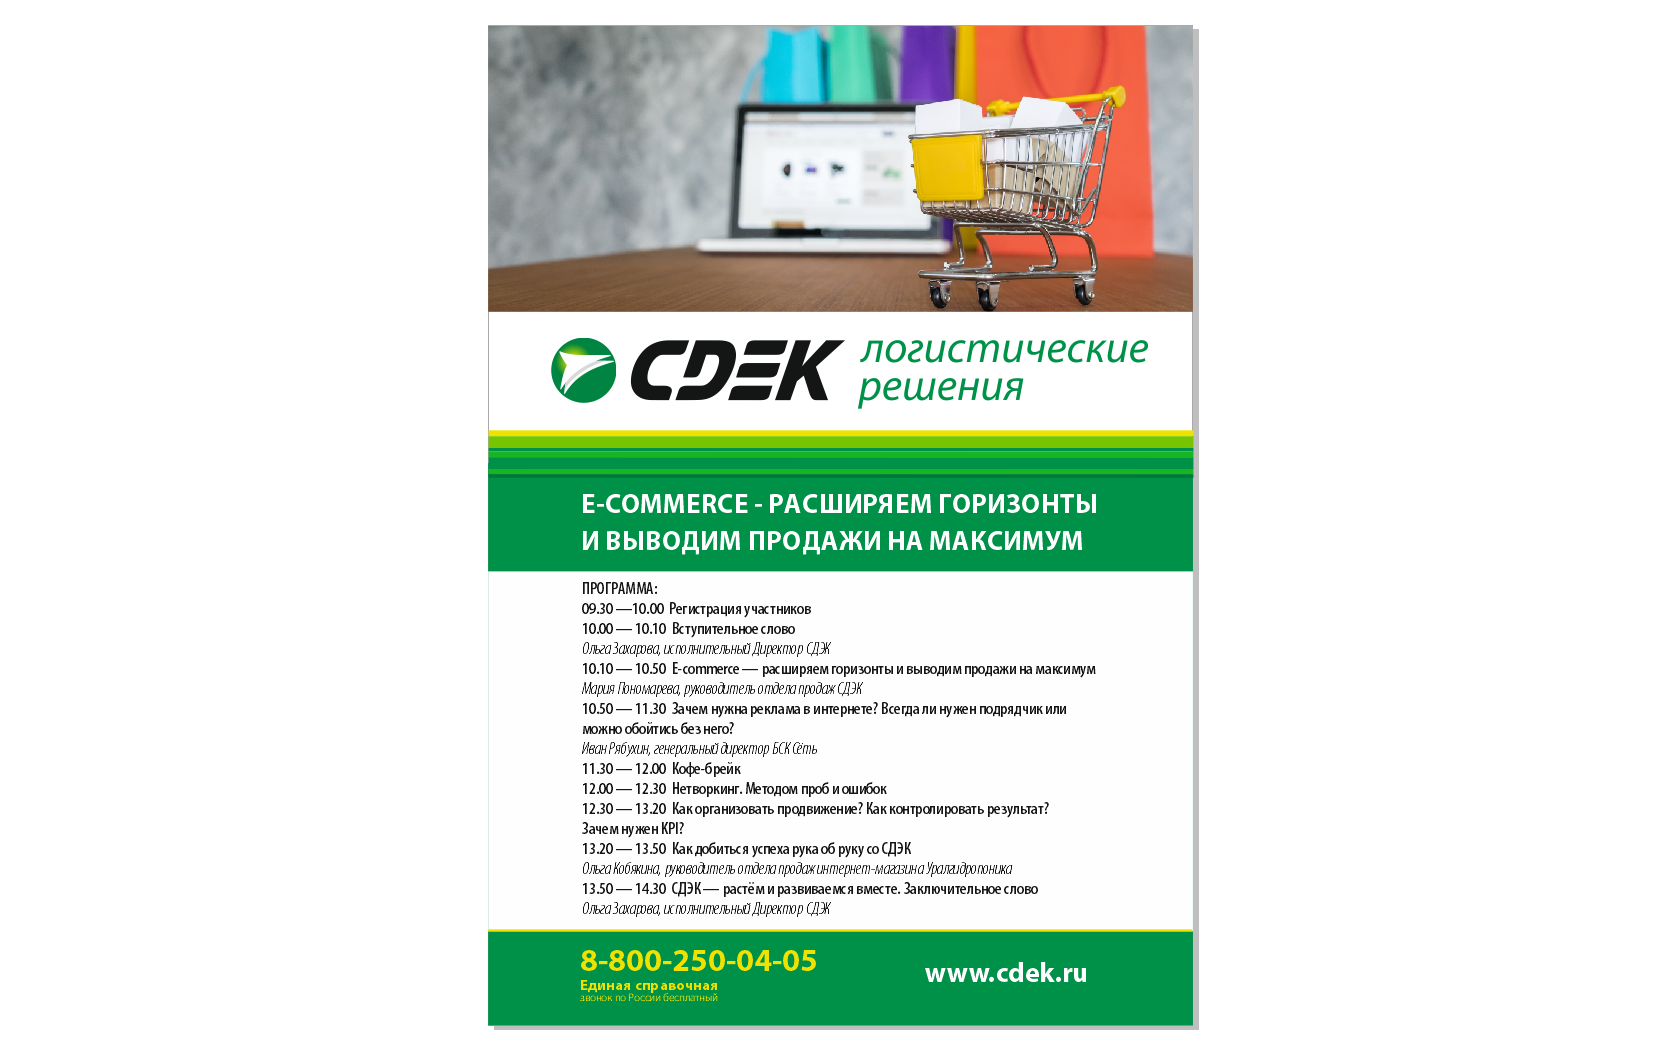 CDEK логистические
решения
E-COMMERCE - РАСШИРЯЕМ ГОРИЗОНТЫ
И ВЫВОДИМ ПРОДАЖИ НА МАКСИМУМ
ПРОГРАММА:
09.30 —10.00 Регистрация участников
10.00 — 10.10 Вступительное слово
Ольга Захарова, исполнительный Директор СДЭК
10.10 — 10.50 E-commerce — расширяем горизонты и выводим продажи на максимум
Мария Пономарева, руководитель отдела продаж СДЭК
10.50 — 11.30 Зачем нужна реклама в интернете? Всегда ли нужен подрядчик или
можно обойтись без него?
Иван Рябухин, генеральный директор БСК Сёть
11.30 — 12.00 Кофе-брейк
12.00 — 12.30 Нетворкинг. Методом проб и ошибок
12.30 — 13.20 Как организовать продвижение? Как контролировать результат?
Зачем нужен KPI?
13.20 — 13.50 Как добиться успеха рука об руку со СДЭК
Ольга Кобякина, руководитель отдела продаж интернет-магазина Уралгидропоника
13.50 — 14.30 СДЭК — растём и развиваемся вместе. Заключительное слово
Ольга Захарова, исполнительный Директор СДЭК
8-800-250-04-05
Единая справочная
звонок по России бесплатный
www.cdek.ru